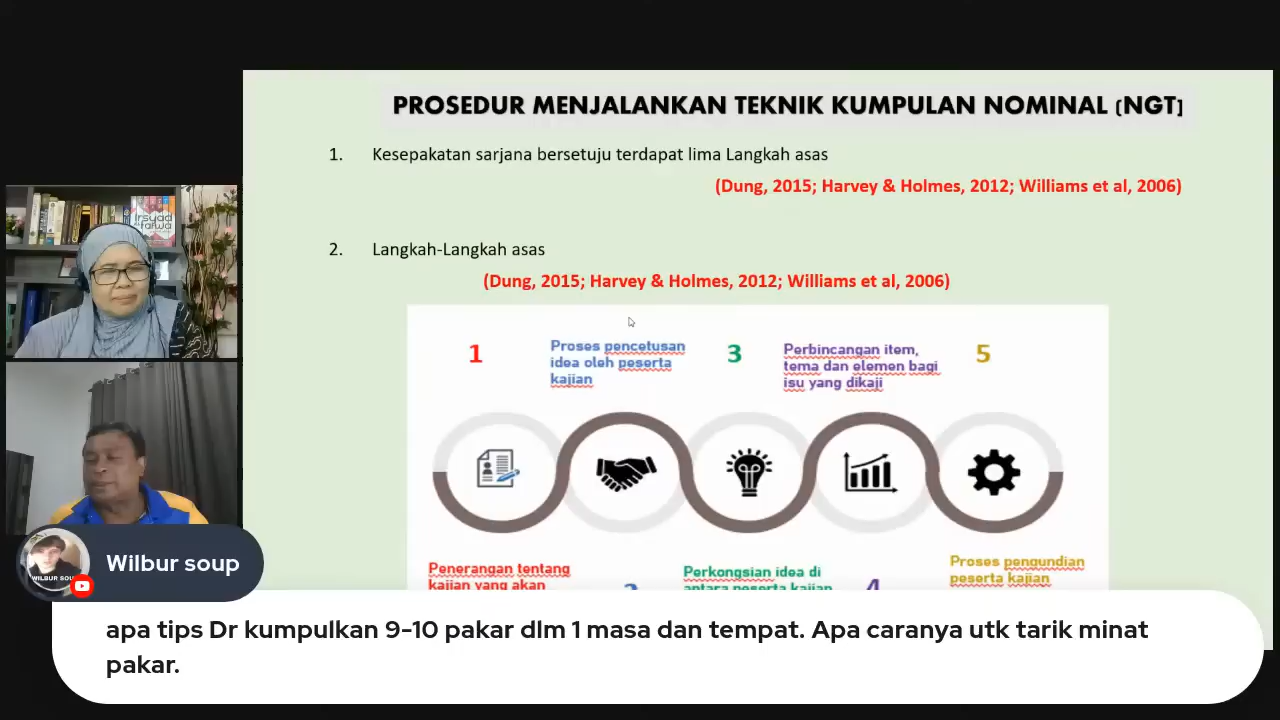 PROSEDUR MENJALANKAN TEKNIK KUMPULAN NOMINAL (NGT)
1. Kesepakatan sarjana bersetuju terdapat lima Langkah asas
(Dung, 2015; Harvey & Holmes, 2012; Williams et al, 2006)
2. Langkah-Langkah asas
(Dung, 2015; Harvey & Holmes, 2012; Williams et al, 2006)
1
Proses pencetusan
idea oleh peserta
kajian
3
Perbincangan item,
tema dan elemen bagi
isu yang dikaji
5
Penerangan tentang
kajian yang akan
Perkongsian idea di
antara peserta kajian
4
Proses pengundian
peserta kajian
Irsyad
fatwa
WILBUR SOUP
Wilbur soup
apa tips Dr kumpulkan 9-10 pakar dlm 1 masa dan tempat. Apa caranya utk tarik minat
pakar.